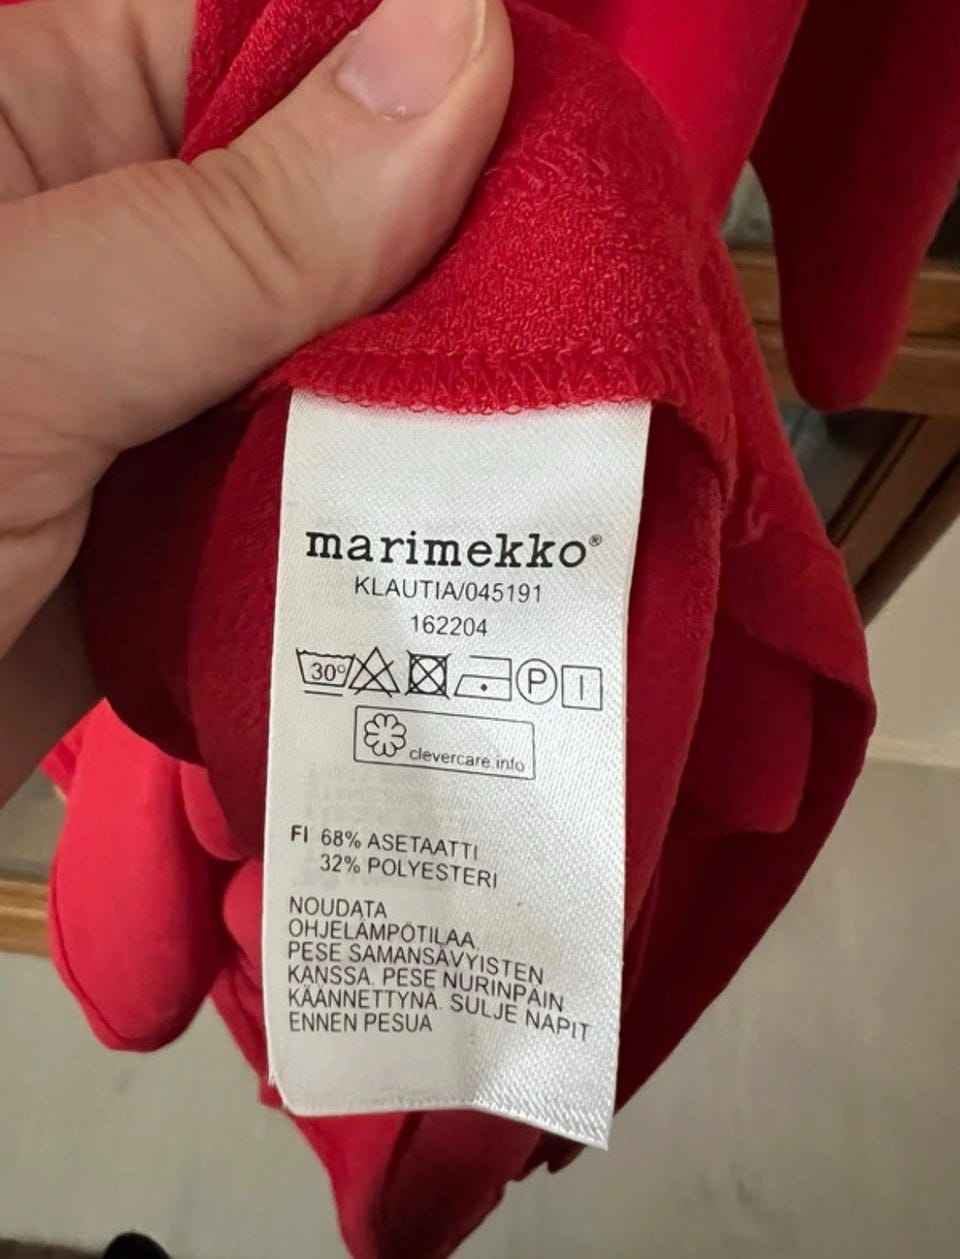 marimekko®
KLAUTIA/045191
162204
30° P
clevercare.info
FI 68% ASETAATTI
32% POLYESTERI
NOUDATA
OHJELÄMPÖTILAA.
PESE SAMANSÄVYISTEN
KANSSA. PESE NURINPÄIN
KÄÄNNETTYNÄ. SULJE NAPIT
ENNEN PESUA